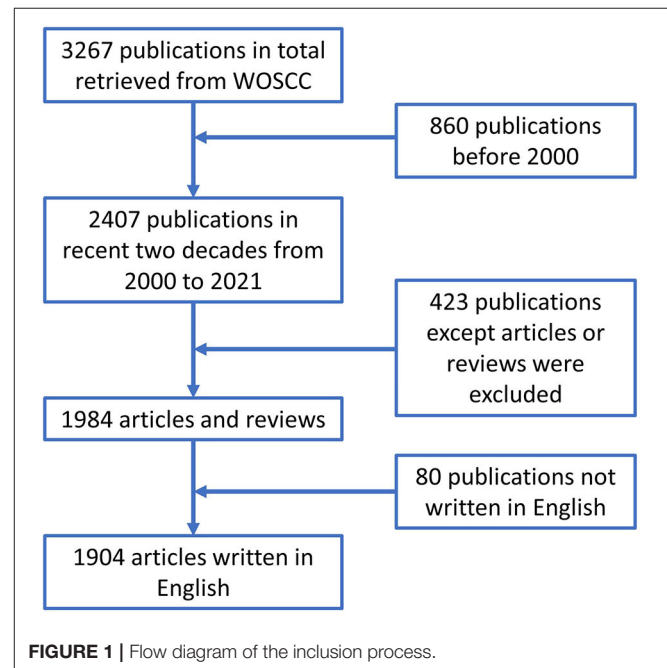 3267 publications in total
retrieved from WOSCC
860 publications
before 2000
2407 publications in
recent two decades from
2000 to 2021
423 publications
except articles or
reviews were
excluded
1984 articles and reviews
80 publications not
written in English
1904 articles written in
English
FIGURE 1 | Flow diagram of the inclusion process.